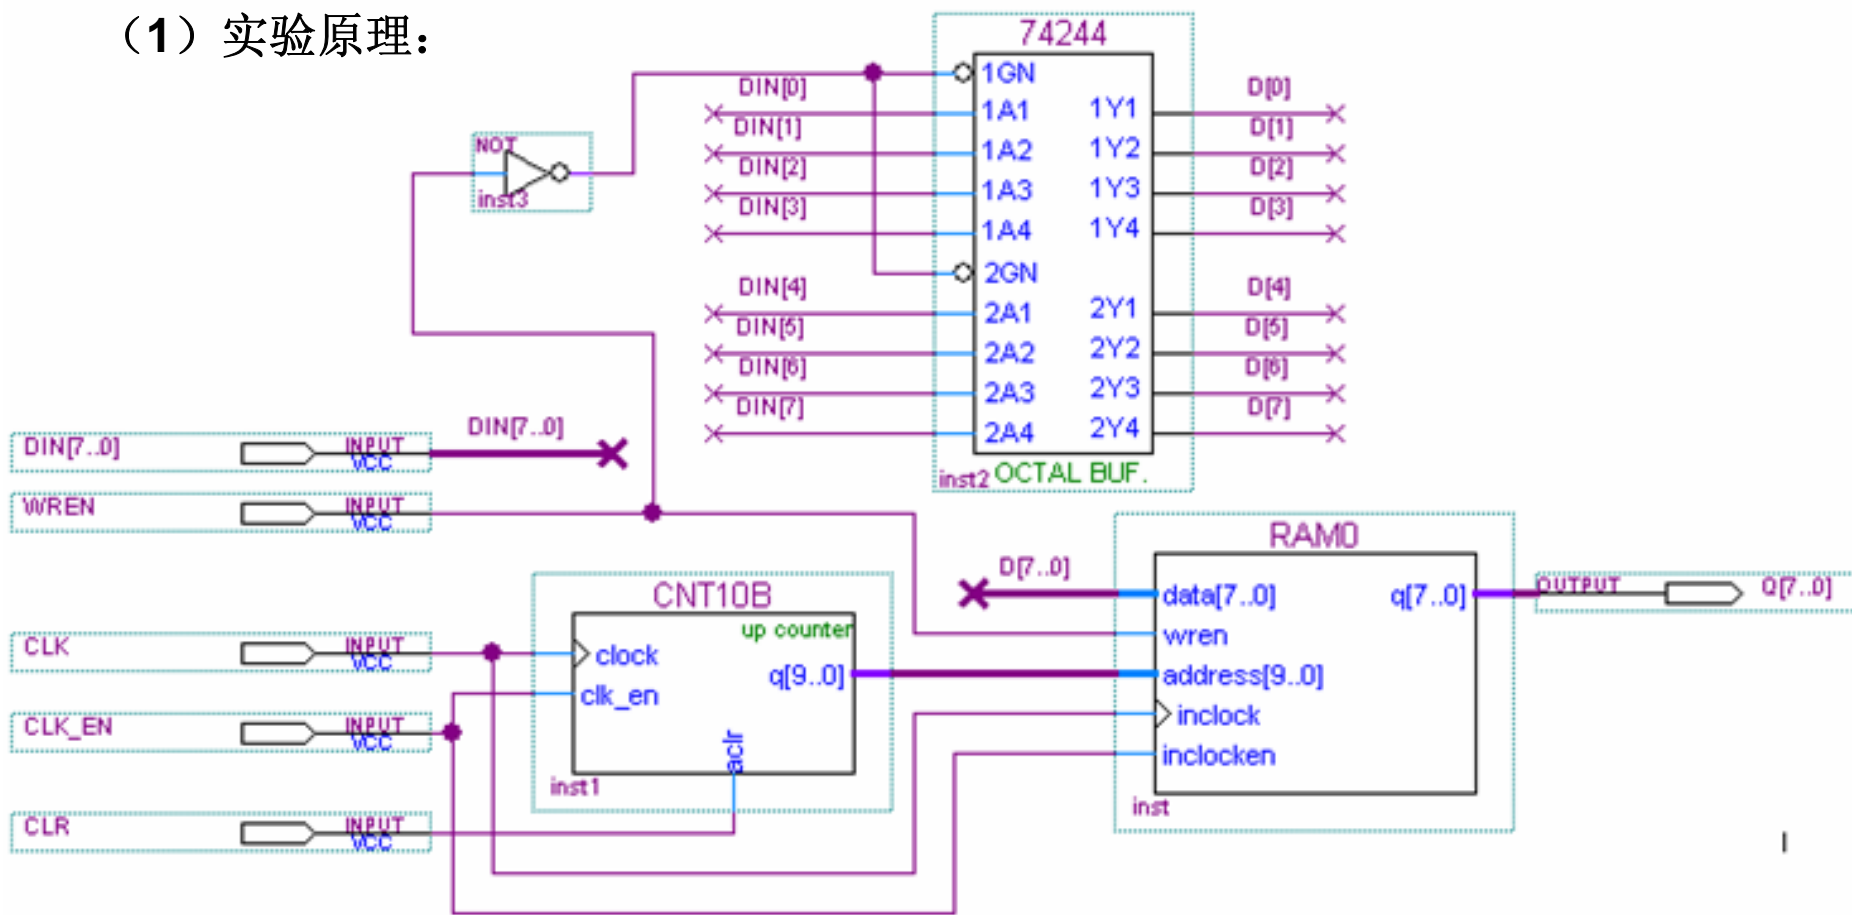 （1）实验原理：
74244
1GN
DIN[0]
1A1
1Y1
D[0]
DIN[1]
1A2
1Y2
D[1]
DIN[2]
1A3
1Y3
D[2]
DIN[3]
1A4
1Y4
D[3]
2GN
DIN[4]
2A1
2Y1
D[4]
DIN[5]
2A2
2Y2
D[5]
DIN[6]
2A3
2Y3
D[6]
DIN[7]
2A4
2Y4
D[7]
inst2
OCTAL BUF.
NOT
inst3
DIN[7..0]
INPUT
VCC
DIN[7..0]
WREN
INPUT
VCC
CLK
INPUT
VCC
CLK_EN
INPUT
VCC
CLR
INPUT
VCC
CNT10B
up counter
clock
q[9..0]
clk_en
aclr
inst1
RAM0
D[7..0]
data[7..0]
q[7..0]
wren
address[9..0]
inclock
inclocken
inst
OUTPUT
Q[7..0]